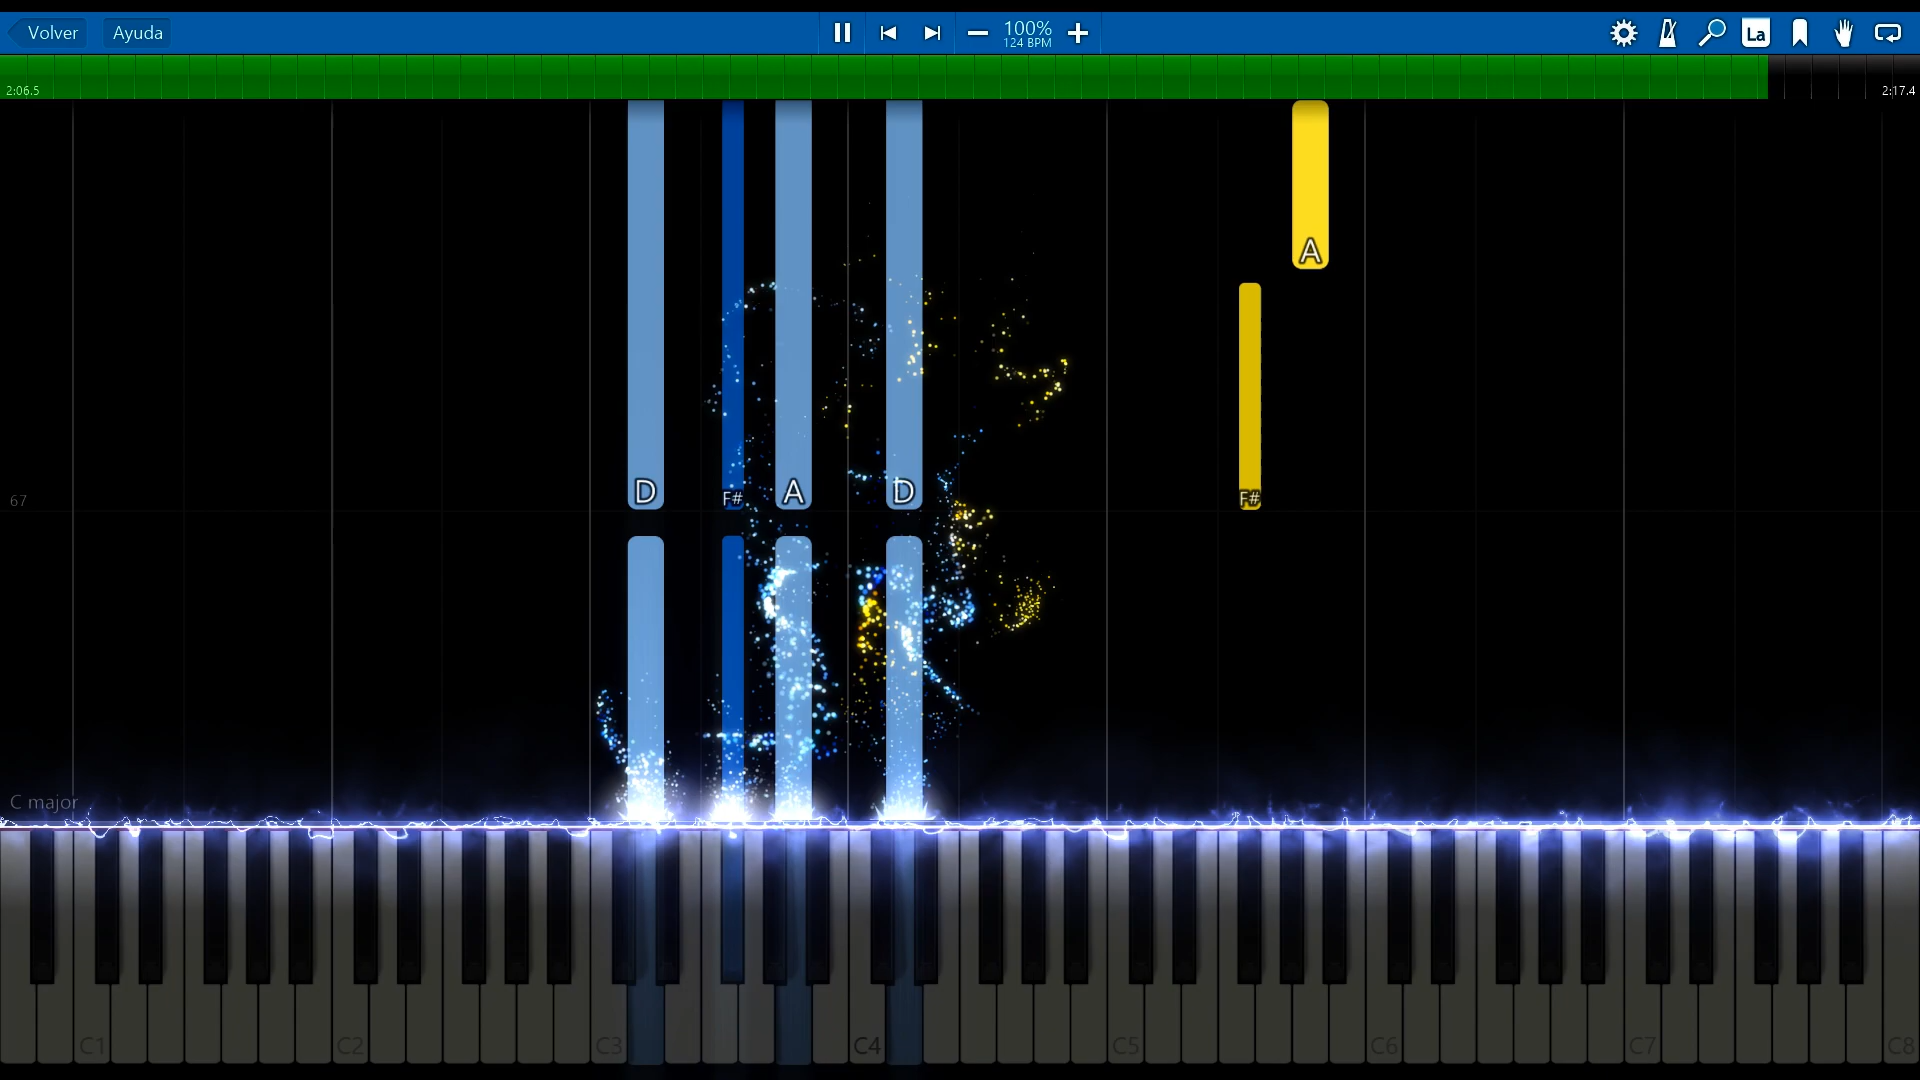 Volver
Ayuda
100%
124 BPM
La
2:06.5
2:17.4
A
D
F#
A
D
F#
67
C major
C1
C2
C3
C4
C5
C6
C7
C8